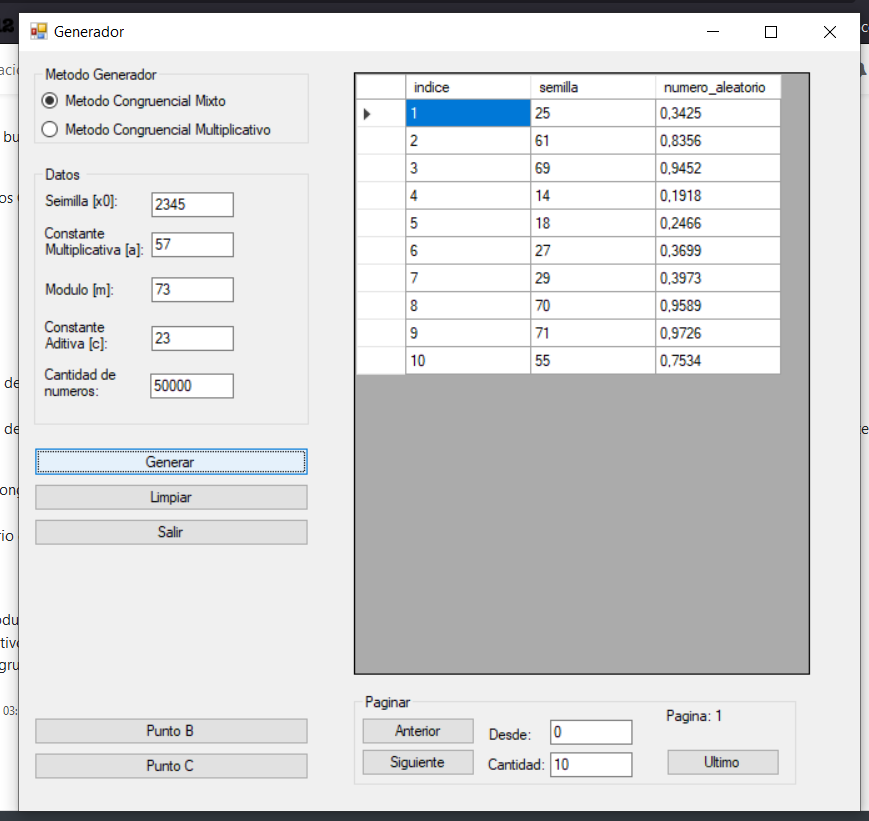 Generador
Metodo Generador
Metodo Congruencial Mixto
Metodo Congruencial Multiplicativo
Datos
Seimilla [x0]: 2345
Constante
Multiplicativa [a]: 57
Modulo [m]: 73
Constante
Aditiva [c]: 23
Cantidad de
numeros: 50000
Generar
Limpiar
Salir
Punto B
Punto C
indice semilla numero_aleatorio
1 25 0,3425
2 61 0,8356
3 69 0,9452
4 14 0,1918
5 18 0,2466
6 27 0,3699
7 29 0,3973
8 70 0,9589
9 71 0,9726
10 55 0,7534
Paginar
Anterior Desde: 0 Pagina: 1
Siguiente Cantidad: 10 Ultimo